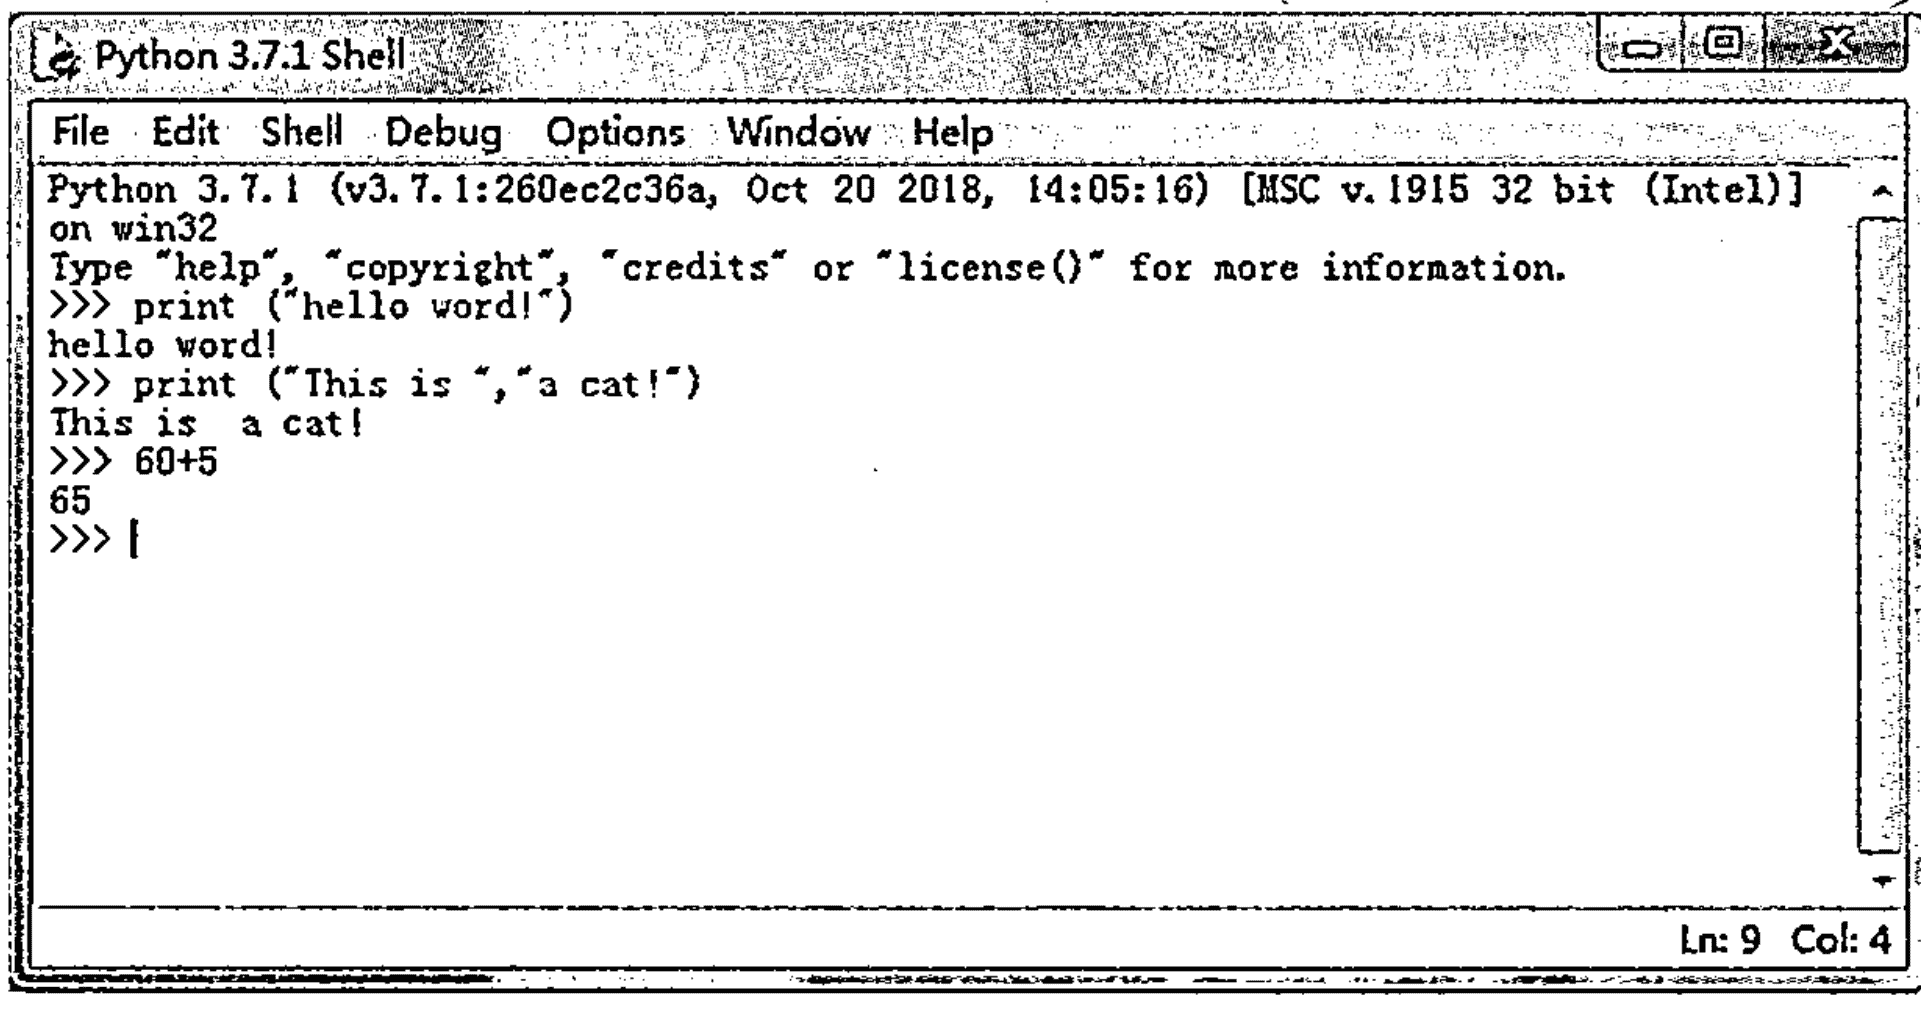 Python 3.7.1 Shell
File Edit Shell Debug Options Window Help
Python 3.7.1 (v3.7.1:260ec2c36a, Oct 20 2018, 14:05:16) [MSC v.1915 32 bit (Intel)]
on win32
Type "help", "copyright", "credits" or "license()" for more information.
>>> print ("hello word!")
hello word!
>>> print ("This is ","a cat!")
This is  a cat!
>>> 60+5
65
>>>
Ln: 9 Col: 4